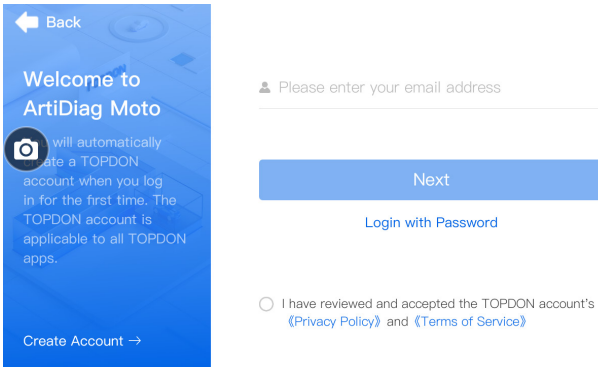 Back
Welcome to
ArtiDiag Moto
will automatically
create a TOPDON
account when you log
in for the first time. The
TOPDON account is
applicable to all TOPDON
apps.
Create Account →
Please enter your email address
Next
Login with Password
I have reviewed and accepted the TOPDON account's
《Privacy Policy》 and 《Terms of Service》